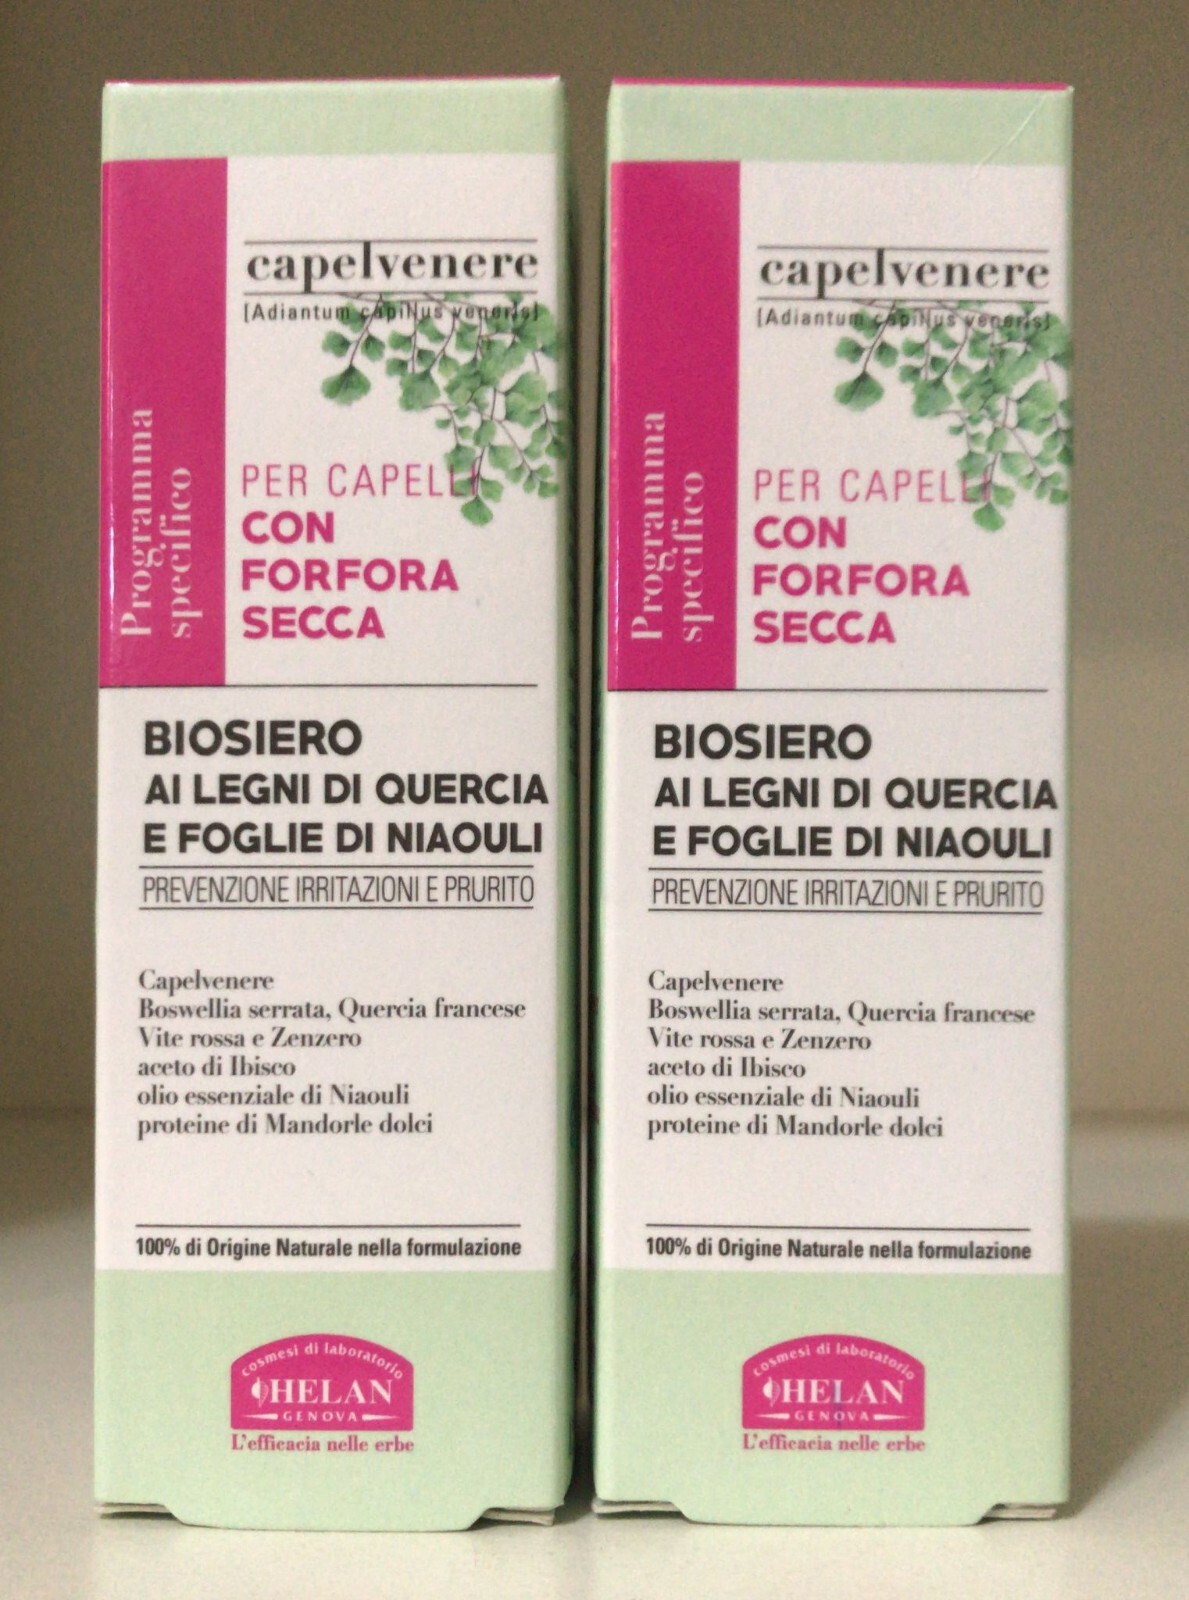 capelvenere
[Adiantum capillus veneris]
Programma
specifico
PER CAPELLI
CON
FORFORA
SECCA
BIOSIERO
AI LEGNI DI QUERCIA
E FOGLIE DI NIAOULI
PREVENZIONE IRRITAZIONI E PRURITO
Capelvenere
Boswellia serrata, Quercia francese
Vite rossa e Zenzero
aceto di Ibisco
olio essenziale di Niaouli
proteine di Mandorle dolci
100% di Origine Naturale nella formulazione
cosmesi di laboratorio
HELAN
GENOVA
L'efficacia nelle erbe
capelvenere
[Adiantum capillus veneris]
Programma
specifico
PER CAPELLI
CON
FORFORA
SECCA
BIOSIERO
AI LEGNI DI QUERCIA
E FOGLIE DI NIAOULI
PREVENZIONE IRRITAZIONI E PRURITO
Capelvenere
Boswellia serrata, Quercia francese
Vite rossa e Zenzero
aceto di Ibisco
olio essenziale di Niaouli
proteine di Mandorle dolci
100% di Origine Naturale nella formulazione
cosmesi di laboratorio
HELAN
GENOVA
L'efficacia nelle erbe